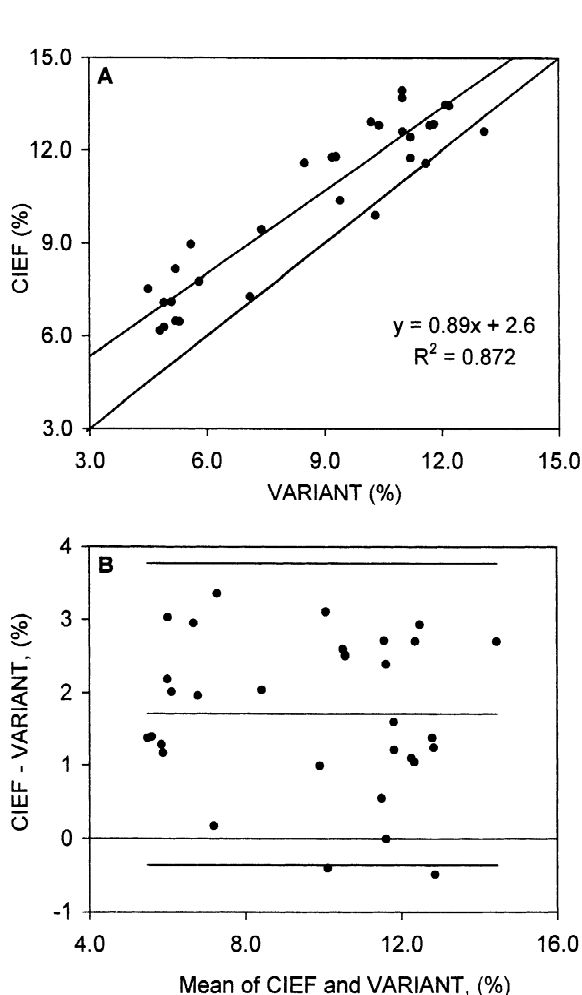 15.0
A
12.0
9.0
6.0
3.0
CIEF (%)
y = 0.89x + 2.6
R² = 0.872
3.0 6.0 9.0 12.0 15.0
VARIANT (%)
4
B
3
2
1
0
-1
CIEF - VARIANT, (%)
4.0 8.0 12.0 16.0
Mean of CIEF and VARIANT, (%)